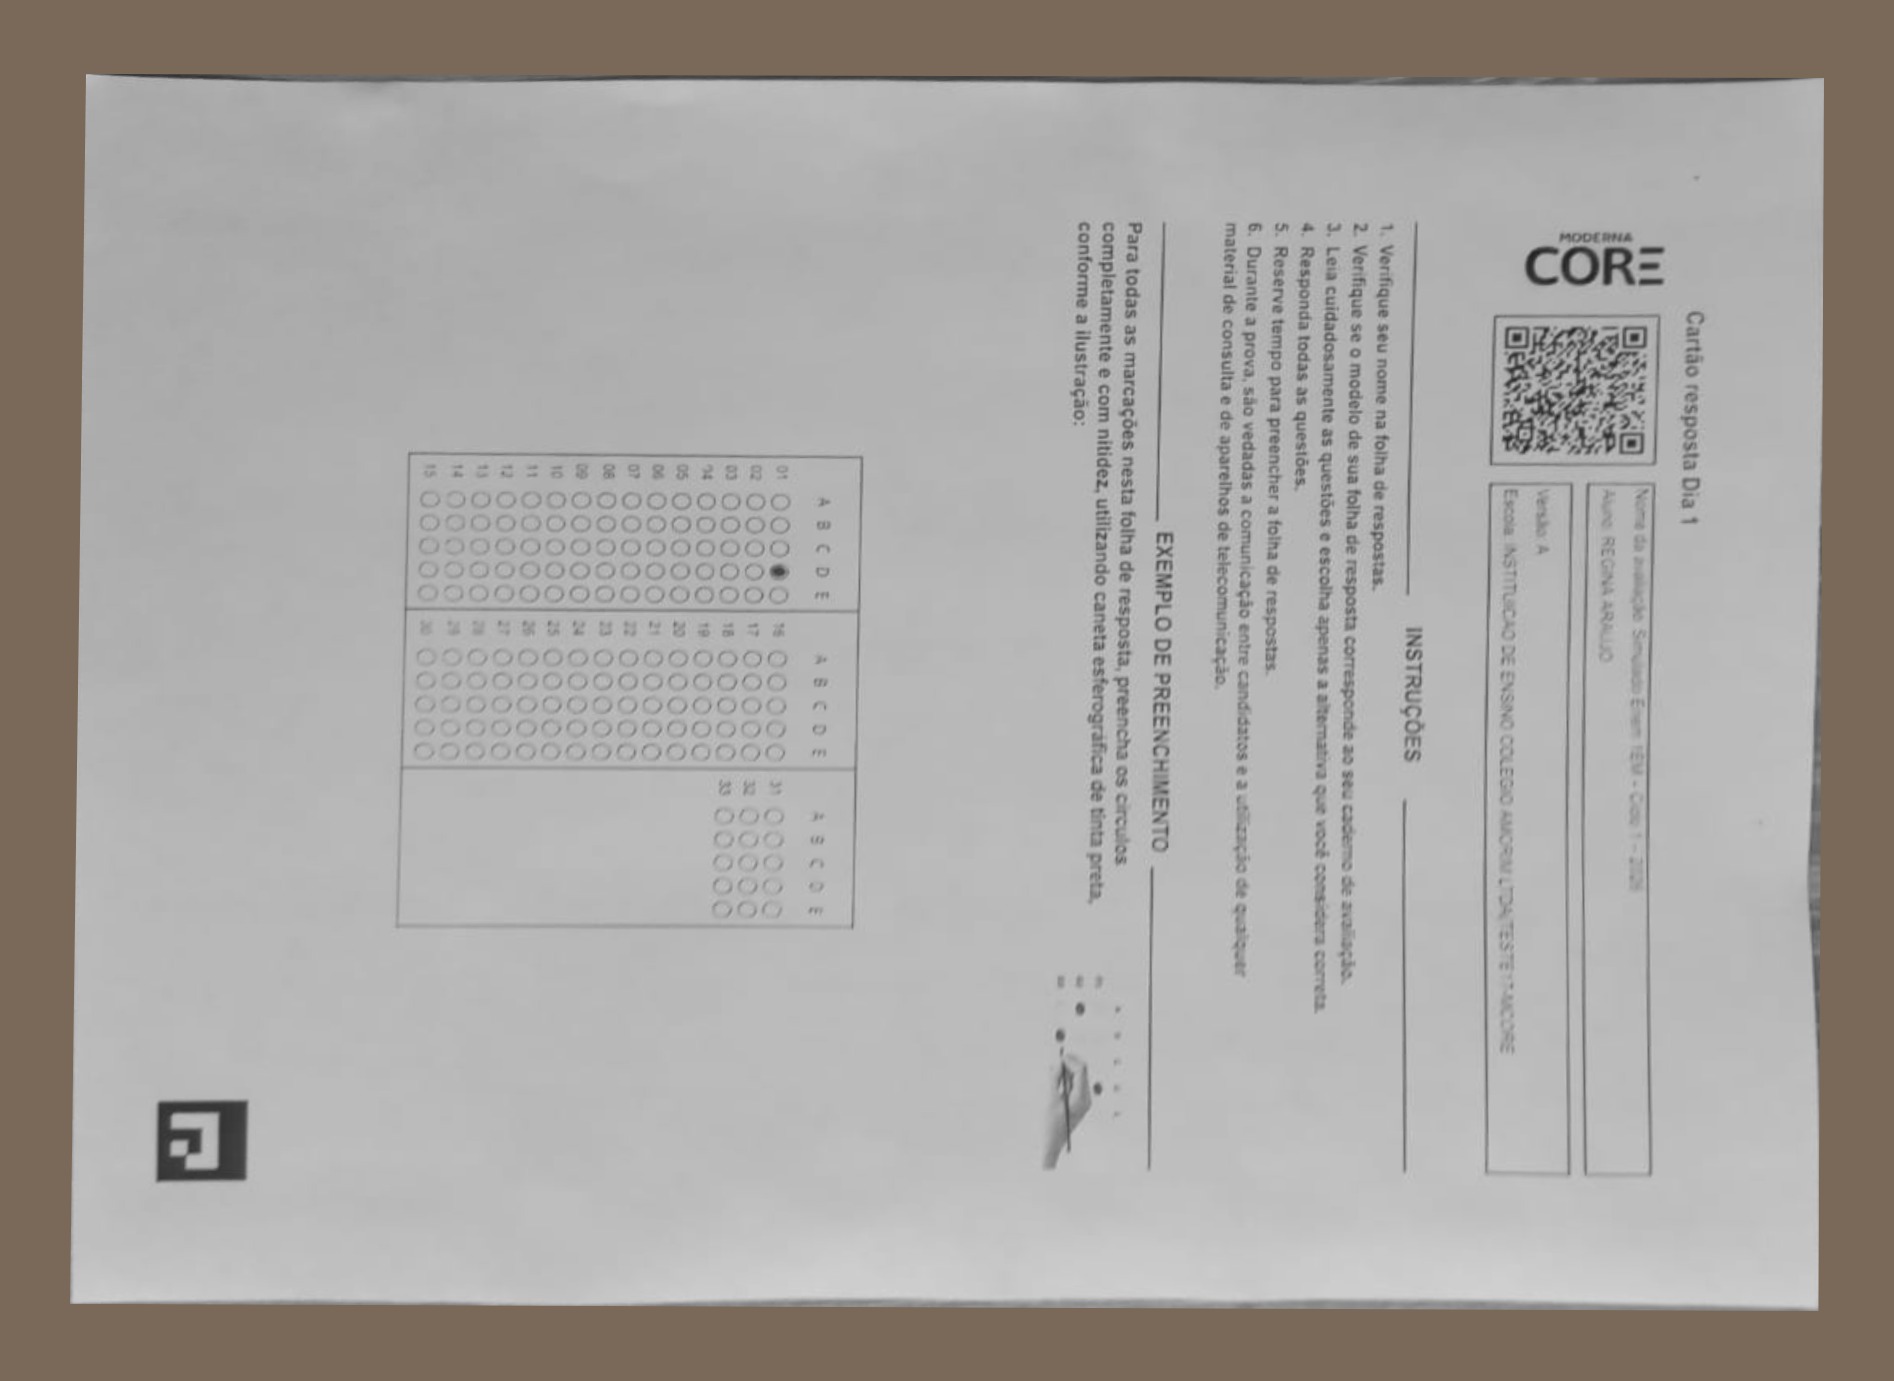 Cartão resposta Dia 1
MODERNA
CORE
Nome da avaliação: Simulado Enem 1EM - Ciclo 1 - 2026
Aluno: REGINA ARAUJO
Versão: A
Escola: INSTITUICAO DE ENSINO COLEGIO AMORIM LTDA
INSTRUÇÕES
1. Verifique seu nome na folha de respostas.
2. Verifique se o modelo de sua folha de resposta corresponde ao seu caderno de avaliação.
3. Leia cuidadosamente as questões e escolha apenas a alternativa que você considera correta.
4. Responda todas as questões.
5. Reserve tempo para preencher a folha de respostas.
6. Durante a prova, são vedadas a comunicação entre candidatos e a utilização de qualquer
material de consulta e de aparelhos de telecomunicação.
EXEMPLO DE PREENCHIMENTO
Para todas as marcações nesta folha de resposta, preencha os círculos
completamente e com nitidez, utilizando caneta esferográfica de tinta preta,
conforme a ilustração:
A B C D E
01
02
03
04
05
06
07
08
09
10
11
12
13
14
15
A B C D E
16
17
18
19
20
21
22
23
24
25
26
27
28
29
30
A B C D E
31
32
33